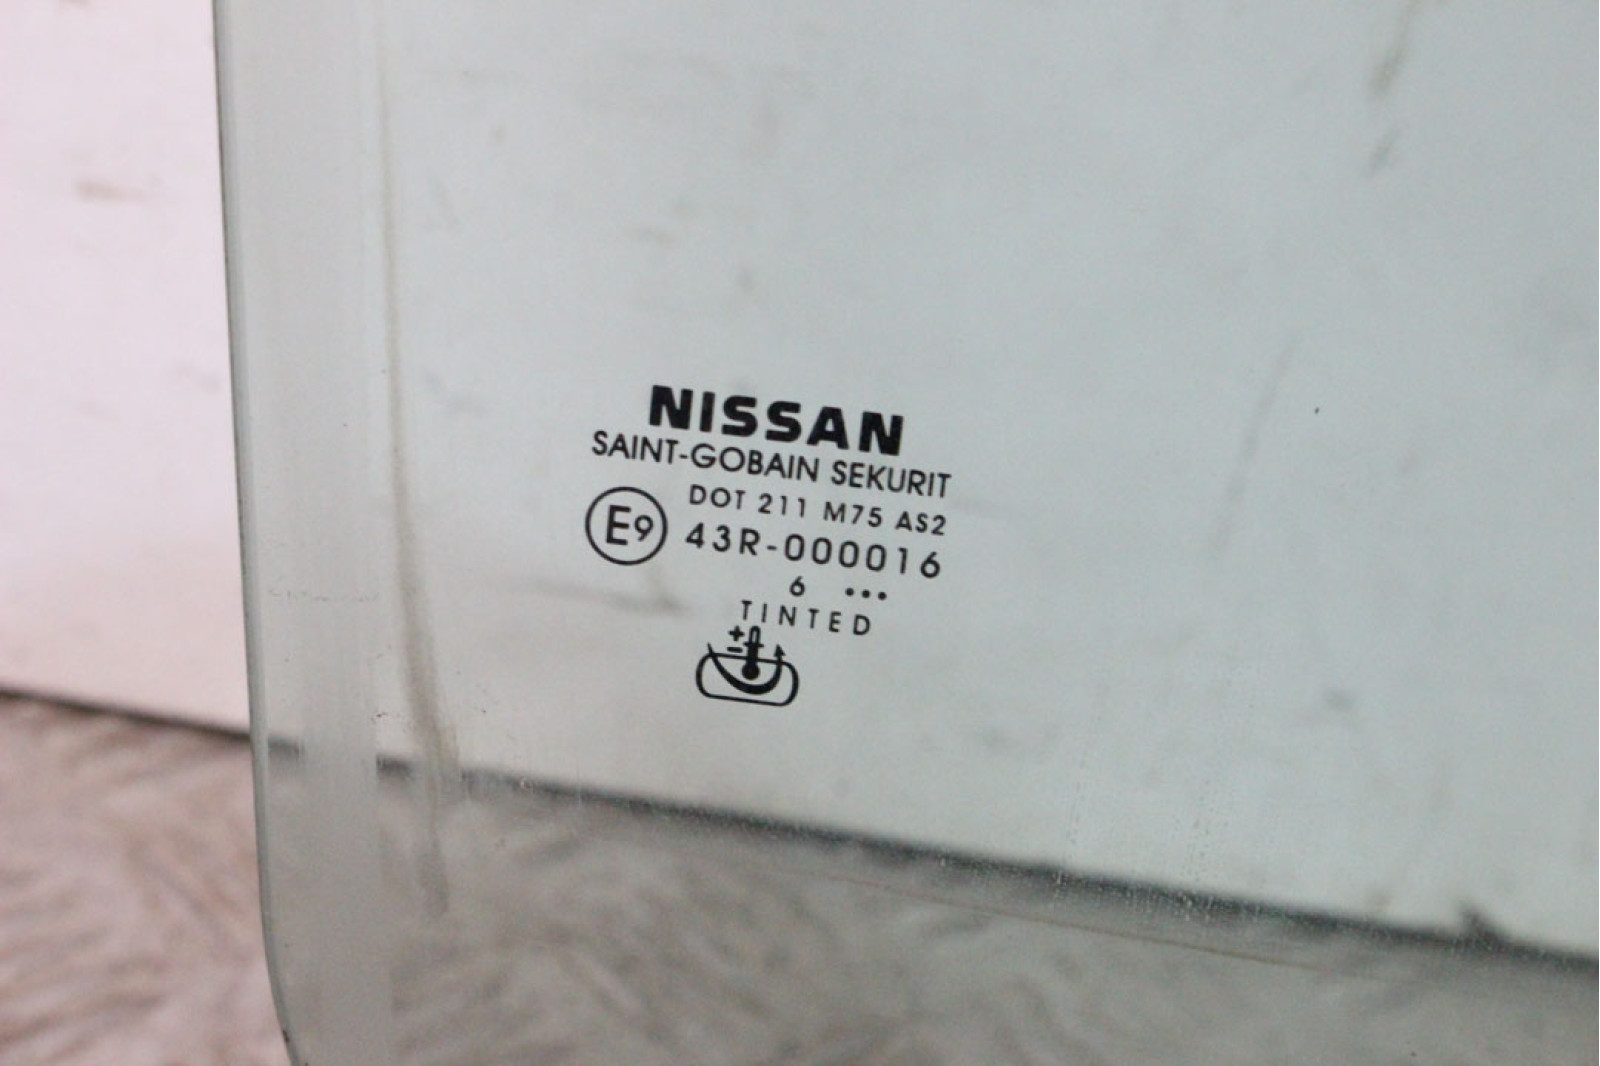 NISSAN
SAINT-GOBAIN SEKURIT
DOT 211 M75 AS2
E9 43R-000016
6 •••
TINTED